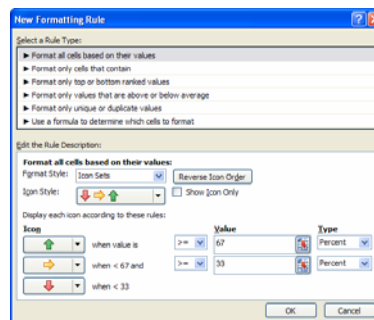 New Formatting Rule
Select a Rule Type:
► Format all cells based on their values
► Format only cells that contain
► Format only top or bottom ranked values
► Format only values that are above or below average
► Format only unique or duplicate values
► Use a formula to determine which cells to format
Edit the Rule Description:
Format all cells based on their values:
Format Style: Icon Sets Reverse Icon Order
Icon Style: Show Icon Only
Display each icon according to these rules:
Icon Value Type
when value is >= 67 Percent
when < 67 and >= 33 Percent
when < 33
OK Cancel